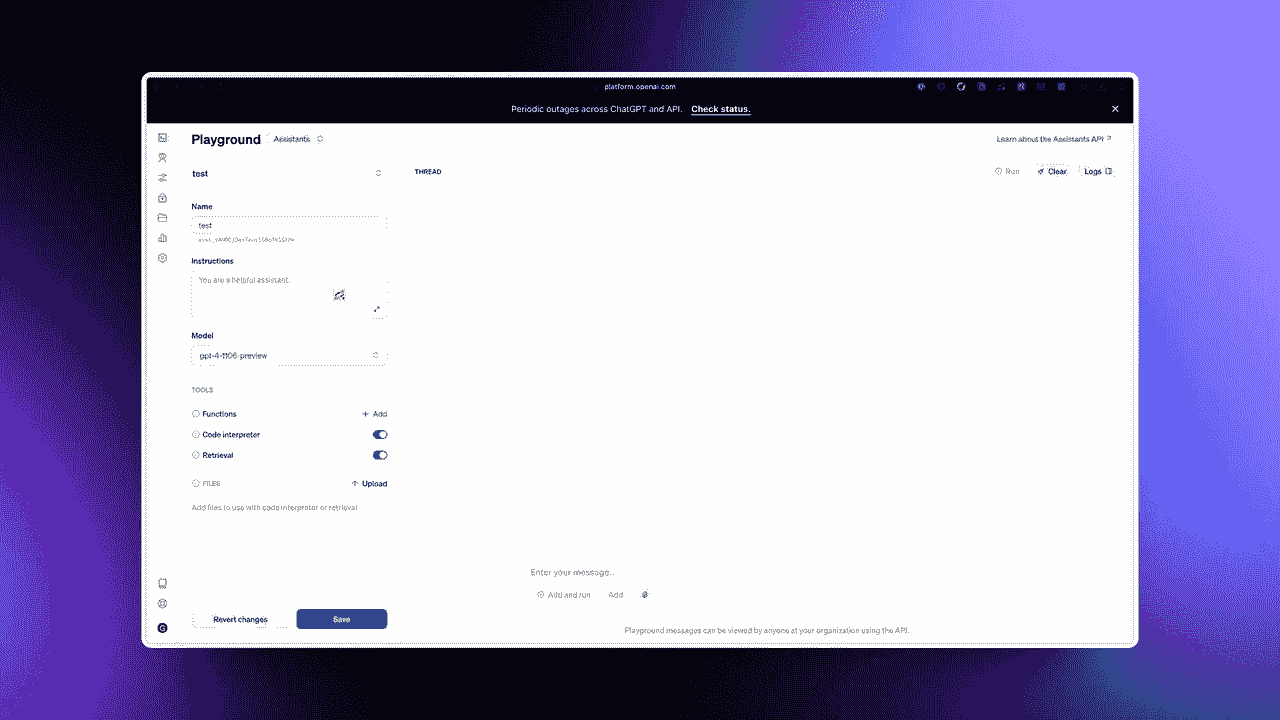 platform.openai.com
Periodic outages across ChatGPT and API. Check status.
Playground
Assistants
Learn about the Assistants API
test
THREAD
Run
Clear
Logs
Name
test
Instructions
You are a helpful assistant.
Model
gpt-4-1106-preview
TOOLS
Functions
Add
Code interpreter
Retrieval
FILES
Upload
Add files to use with code interpreter or retrieval
Enter your message...
Add and run
Add
Revert changes
Save
Playground messages can be viewed by anyone at your organization using the API.
G